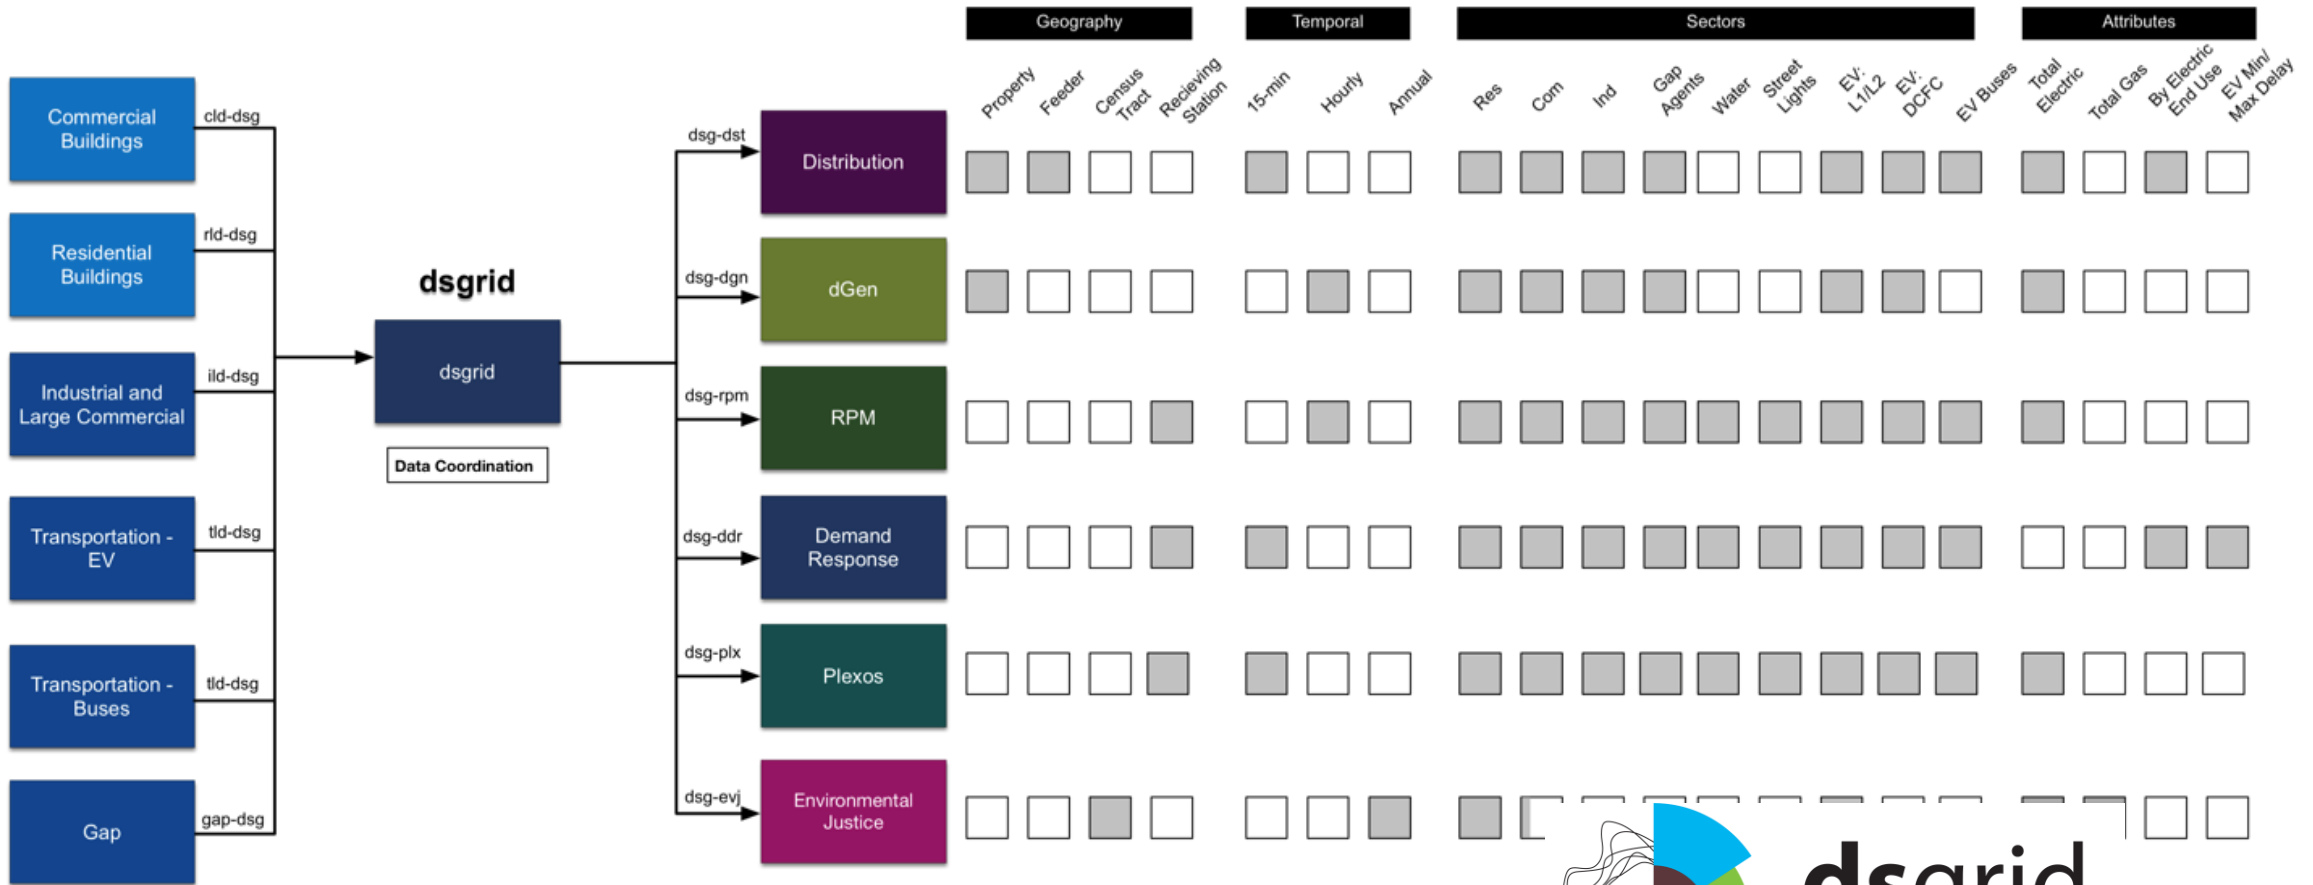 Geography
Temporal
Sectors
Attributes
Property
Feeder
Census
Tract
Recieving
Station
15-min
Hourly
Annual
Res
Com
Ind
Gap
Agents
Water
Street
Lights
EV:
L1/L2
EV:
DCFC
EV Buses
Total
Electric
Total Gas
By Electric
End Use
EV Min/
Max Delay
Commercial
Buildings
cld-dsg
Residential
Buildings
rld-dsg
Industrial and
Large Commercial
ild-dsg
Transportation -
EV
tld-dsg
Transportation -
Buses
tld-dsg
Gap
gap-dsg
dsgrid
dsgrid
Data Coordination
dsg-dst
Distribution
dsg-dgn
dGen
dsg-rpm
RPM
dsg-ddr
Demand
Response
dsg-plx
Plexos
dsg-evj
Environmental
Justice
dsgrid